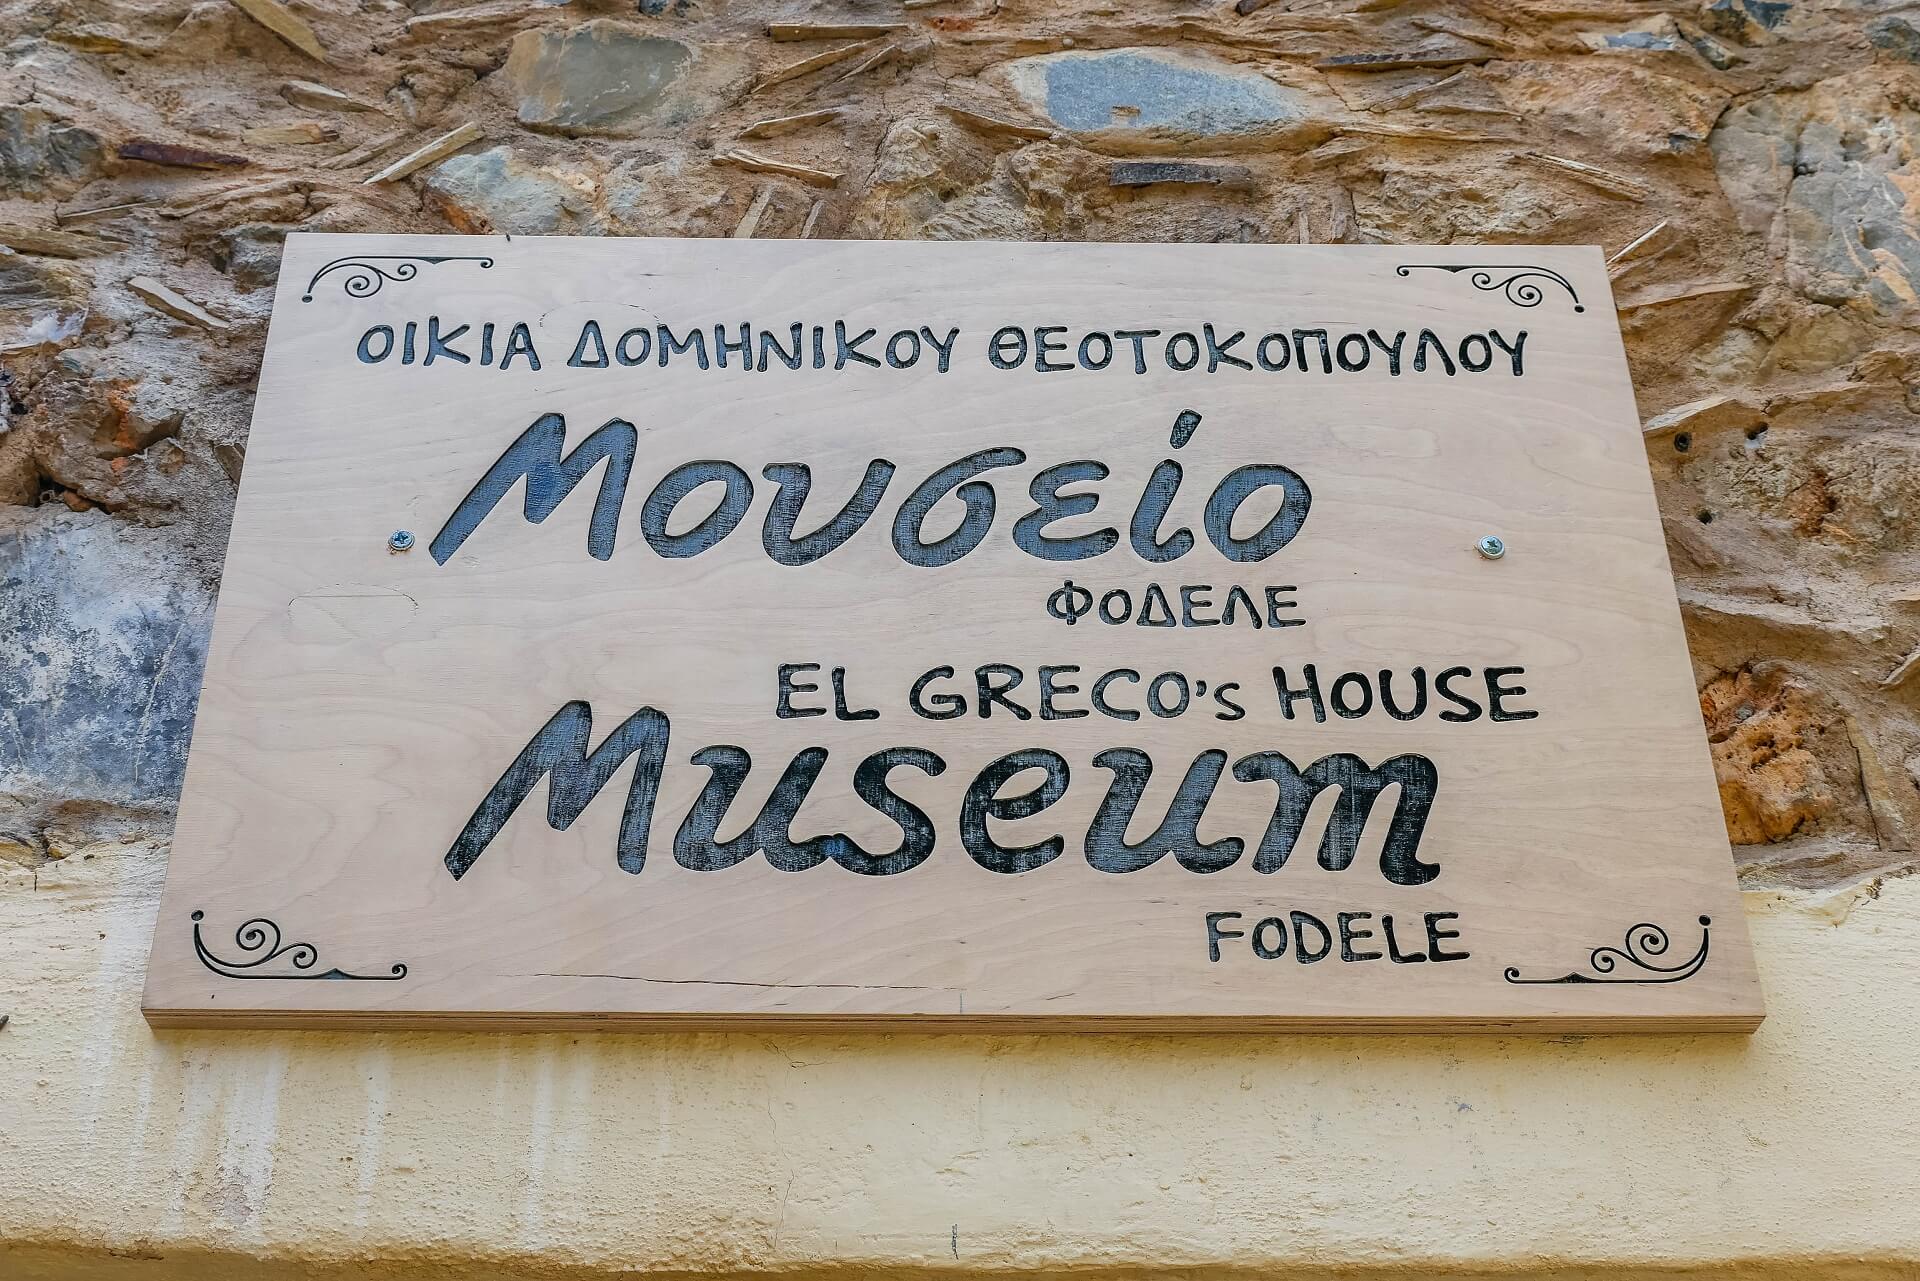 ΟΙΚΙΑ ΔΟΜΗΝΙΚΟΥ ΘΕΟΤΟΚΟΠΟΥΛΟΥ
Μουσείο
ΦΟΔΕΛΕ
EL GRECO's HOUSE
Museum
FODELE